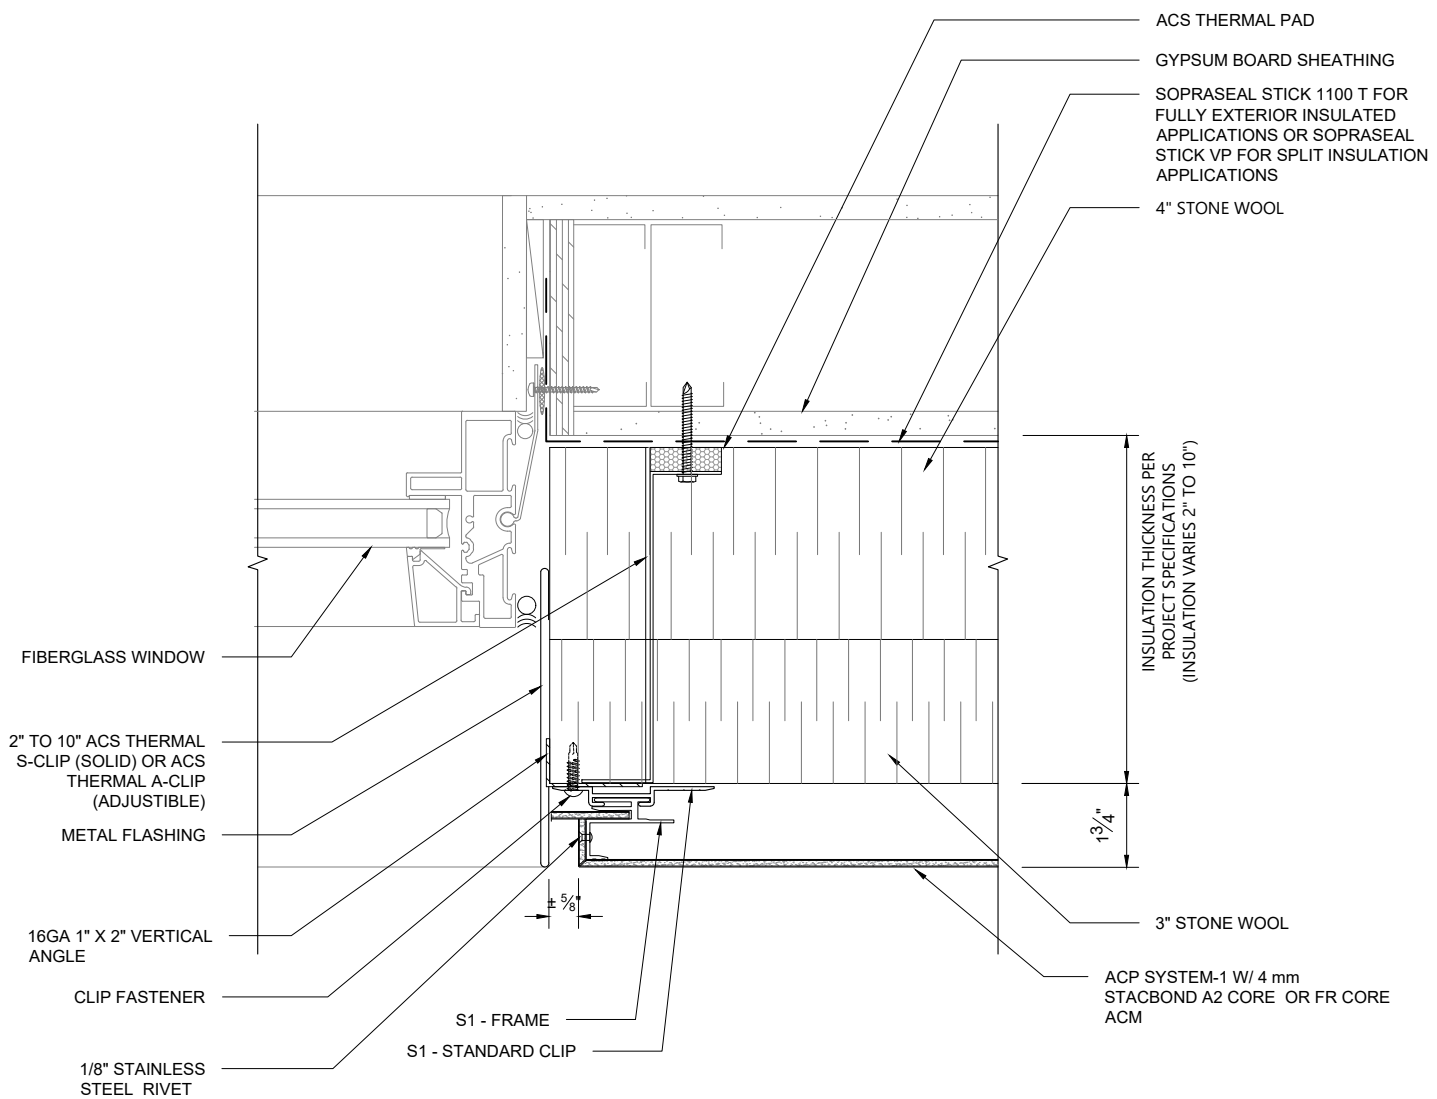 ACS THERMAL PAD
GYPSUM BOARD SHEATHING
SOPRASEAL STICK 1100 T FOR
FULLY EXTERIOR INSULATED
APPLICATIONS OR SOPRASEAL
STICK VP FOR SPLIT INSULATION
APPLICATIONS
4" STONE WOOL
INSULATION THICKNESS PER
PROJECT SPECIFICATIONS
(INSULATION VARIES 2" TO 10")
1 3/4"
3" STONE WOOL
ACP SYSTEM-1 W/ 4 mm
STACBOND A2 CORE OR FR CORE
ACM
FIBERGLASS WINDOW
2" TO 10" ACS THERMAL
S-CLIP (SOLID) OR ACS
THERMAL A-CLIP
(ADJUSTIBLE)
METAL FLASHING
± 5/8"
16GA 1" X 2" VERTICAL
ANGLE
CLIP FASTENER
S1 - FRAME
S1 - STANDARD CLIP
1/8" STAINLESS
STEEL RIVET